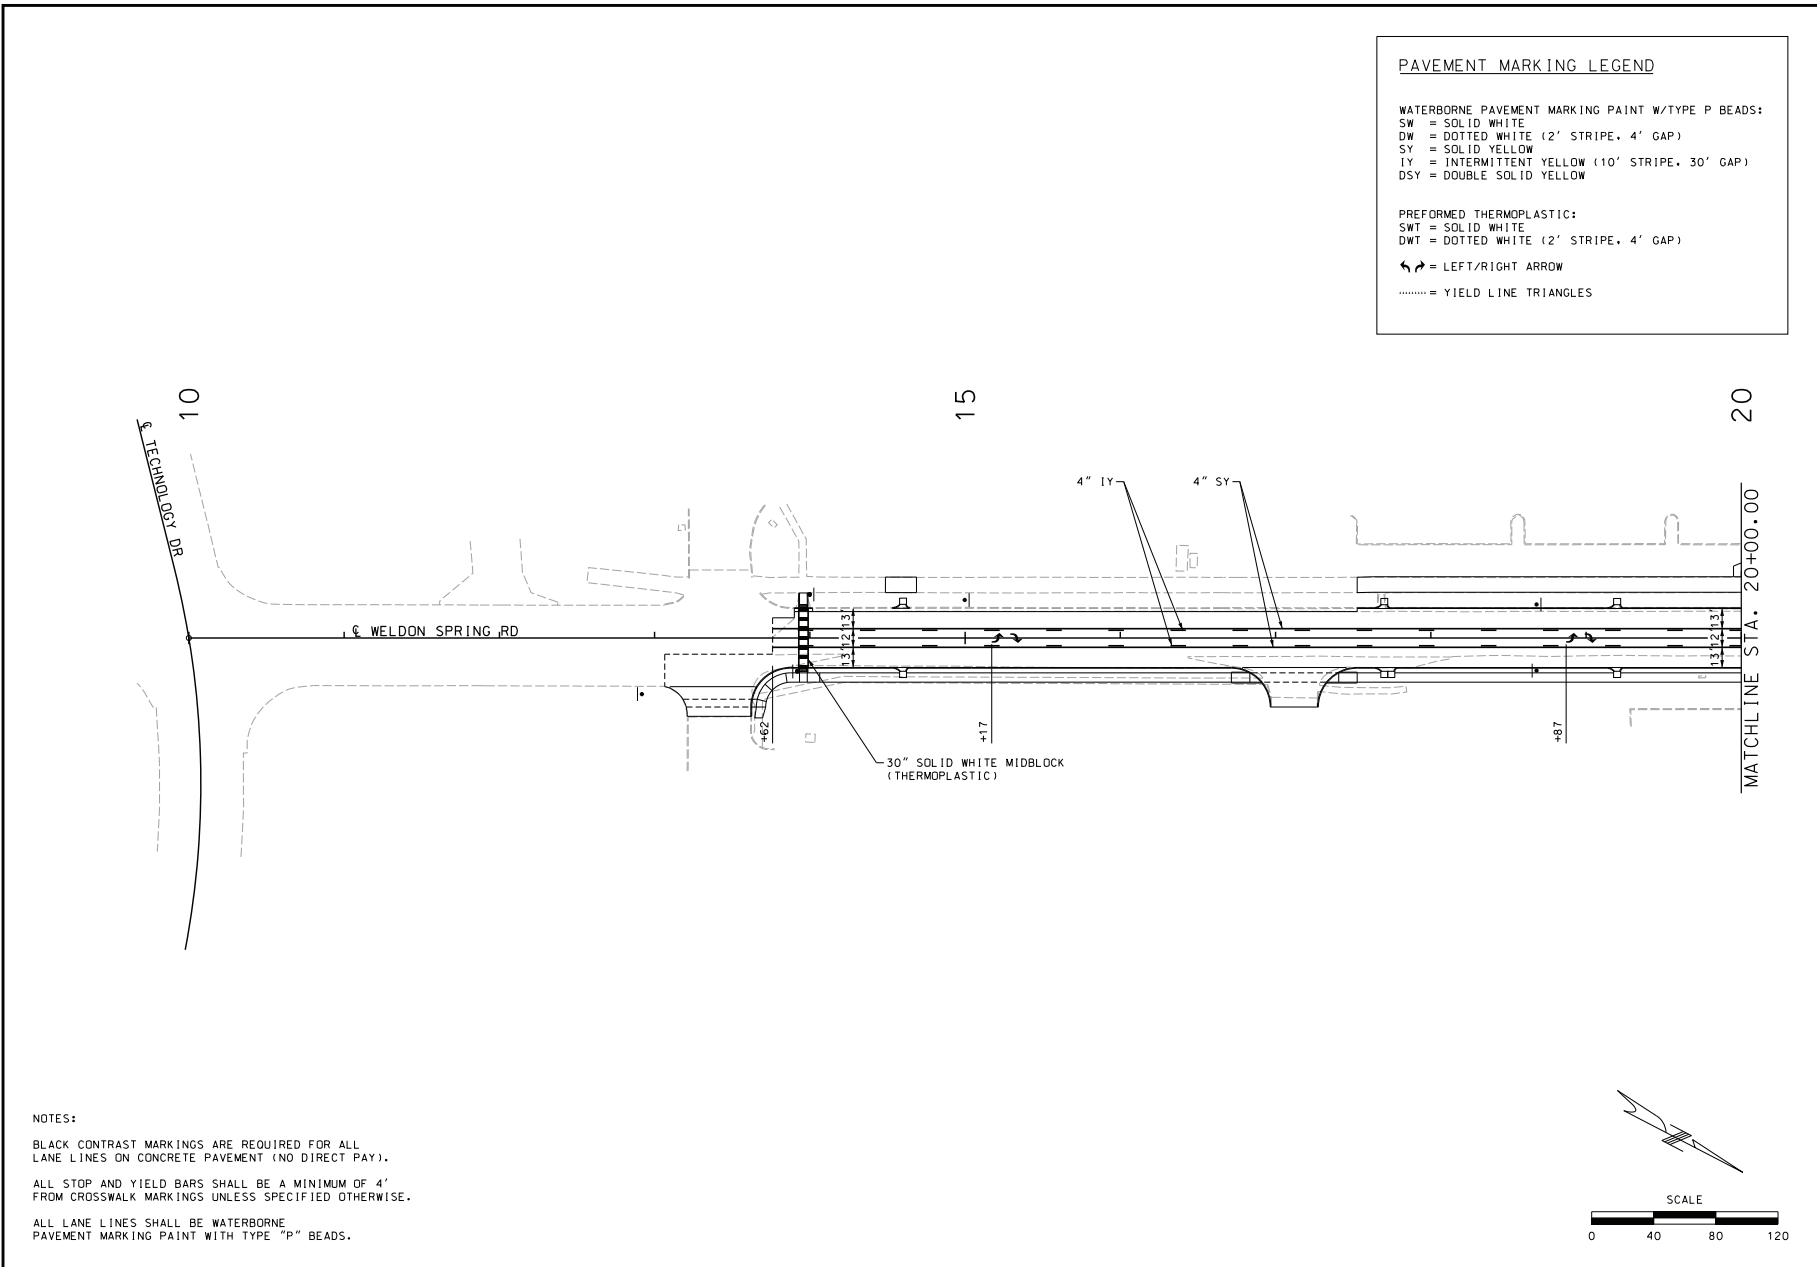 PAVEMENT MARKING LEGEND
WATERBORNE PAVEMENT MARKING PAINT W/TYPE P BEADS:
SW = SOLID WHITE
DW = DOTTED WHITE (2' STRIPE, 4' GAP)
SY = SOLID YELLOW
IY = INTERMITTENT YELLOW (10' STRIPE, 30' GAP)
DSY = DOUBLE SOLID YELLOW
PREFORMED THERMOPLASTIC:
SWT = SOLID WHITE
DWT = DOTTED WHITE (2' STRIPE, 4' GAP)
= LEFT/RIGHT ARROW
= YIELD LINE TRIANGLES
10
15
20
℄ TECHNOLOGY DR
℄ WELDON SPRING RD
4" IY
4" SY
13'
12'
13'
13'
12'
13'
+62
+17
+87
30" SOLID WHITE MIDBLOCK
(THERMOPLASTIC)
MATCHLINE STA. 20+00.00
NOTES:
BLACK CONTRAST MARKINGS ARE REQUIRED FOR ALL
LANE LINES ON CONCRETE PAVEMENT (NO DIRECT PAY).
ALL STOP AND YIELD BARS SHALL BE A MINIMUM OF 4'
FROM CROSSWALK MARKINGS UNLESS SPECIFIED OTHERWISE.
ALL LANE LINES SHALL BE WATERBORNE
PAVEMENT MARKING PAINT WITH TYPE "P" BEADS.
SCALE
0 40 80 120